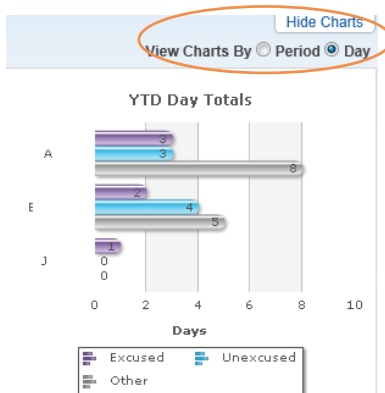 Hide Charts
View Charts By Period Day
YTD Day Totals
A
3
3
8
E
2
4
5
J
1
0
0
0 2 4 6 8 10
Days
Excused Unexcused
Other